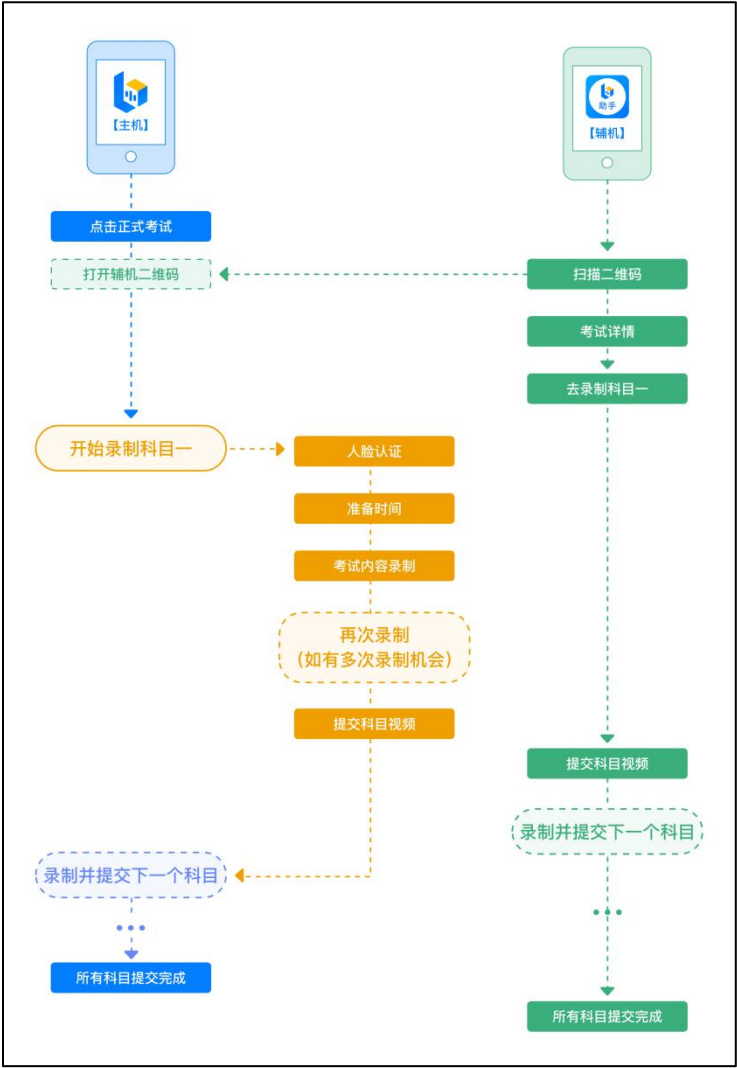 【主机】
助手
【辅机】
点击正式考试
打开辅机二维码
扫描二维码
考试详情
去录制科目一
开始录制科目一
人脸认证
准备时间
考试内容录制
再次录制
(如有多次录制机会)
提交科目视频
提交科目视频
录制并提交下一个科目
录制并提交下一个科目
所有科目提交完成
所有科目提交完成